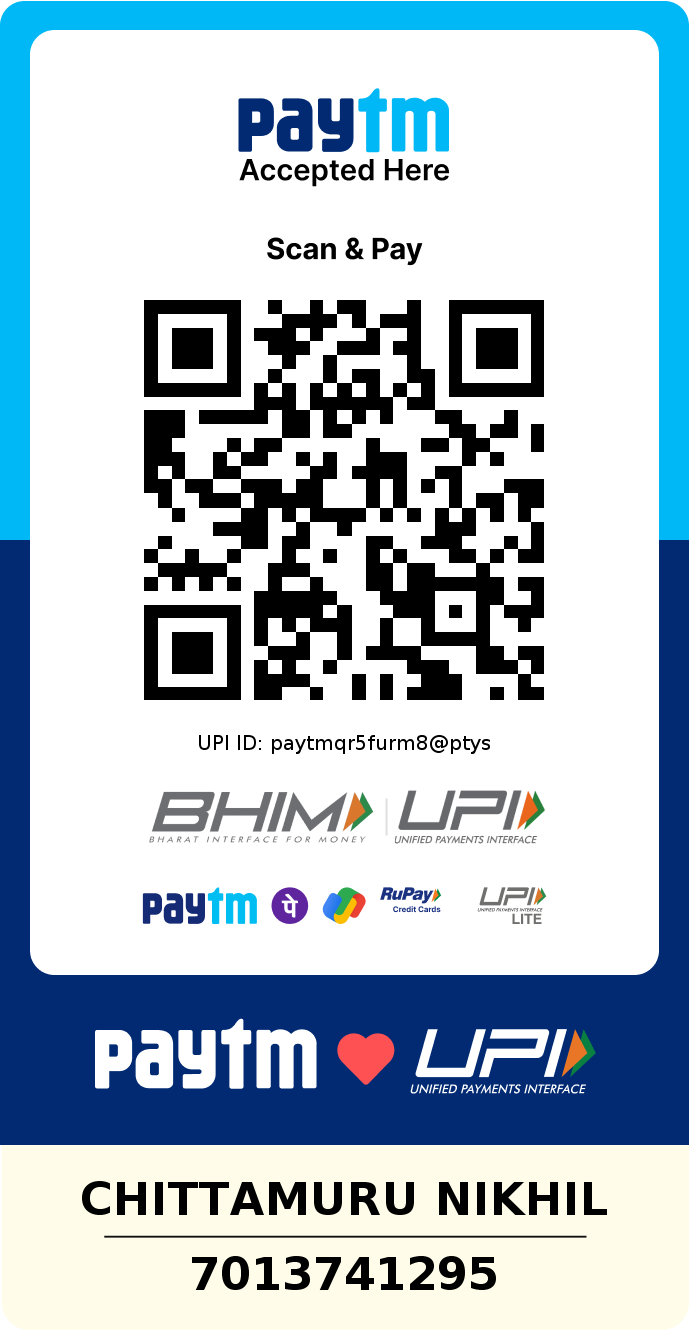 paytm
Accepted Here
Scan & Pay
UPI ID: paytmqr5furm8@ptys
BHIM
BHARAT INTERFACE FOR MONEY
UPI
UNIFIED PAYMENTS INTERFACE
paytm
पे
RuPay
Credit Cards
UPI
UNIFIED PAYMENTS INTERFACE
LITE
paytm
UPI
UNIFIED PAYMENTS INTERFACE
CHITTAMURU NIKHIL
7013741295